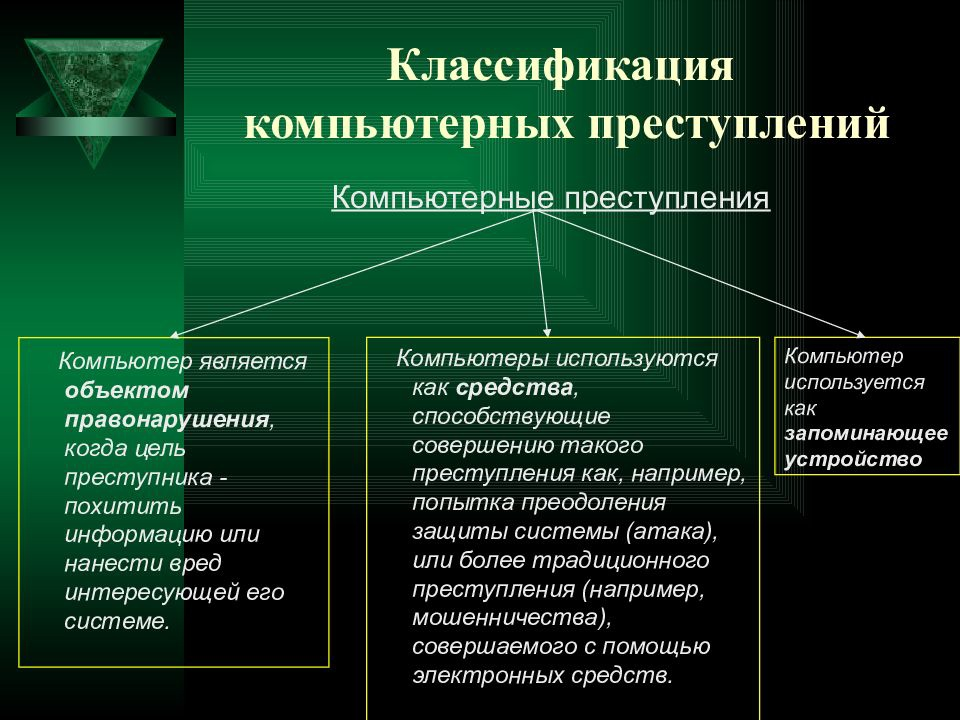 Классификация
компьютерных преступлений
Компьютерные преступления
Компьютер является
объектом
правонарушения,
когда цель
преступника -
похитить
информацию или
нанести вред
интересующей его
системе.
Компьютеры используются
как средства,
способствующие
совершению такого
преступления как, например,
попытка преодоления
защиты системы (атака),
или более традиционного
преступления (например,
мошенничества),
совершаемого с помощью
электронных средств.
Компьютер
используется
как
запоминающее
устройство